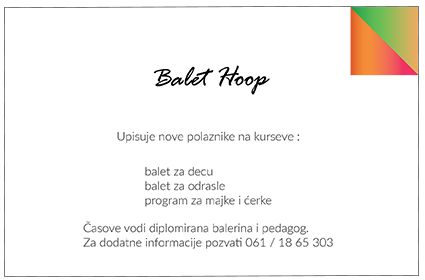 Balet Hoop
Upisuje nove polaznike na kurseve :
balet za decu
balet za odrasle
program za majke i ćerke
Časove vodi diplomirana balerina i pedagog.
Za dodatne informacije pozvati 061 / 18 65 303